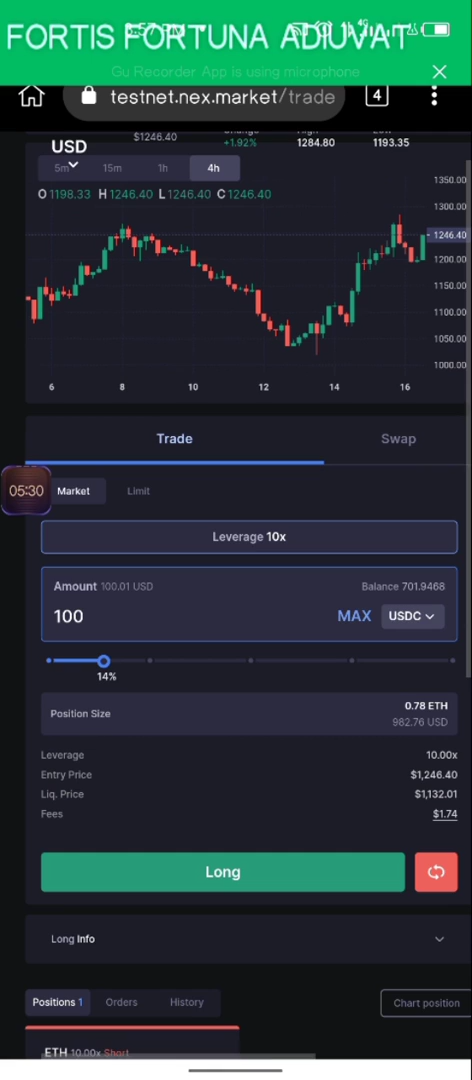 FORTIS FORTUNA ADIUVAT
Gu Recorder App is using microphone
testnet.nex.market/trade
4
USD
$1246.40
+1.92%
1284.80
1193.35
5m
15m
1h
4h
O 1198.33 H 1246.40 L 1246.40 C 1246.40
1350.00
1300.00
1246.40
1200.00
1150.00
1100.00
1050.00
1000.00
6 8 10 12 14 16
Trade
Swap
05:30
Market
Limit
Leverage 10x
Amount 100.01 USD
Balance 701.9468
100
MAX
USDC
14%
Position Size
0.78 ETH
982.76 USD
Leverage
10.00x
Entry Price
$1,246.40
Liq. Price
$1,132.01
Fees
$1.74
Long
Long Info
Positions 1
Orders
History
Chart position
ETH 10.00x Short